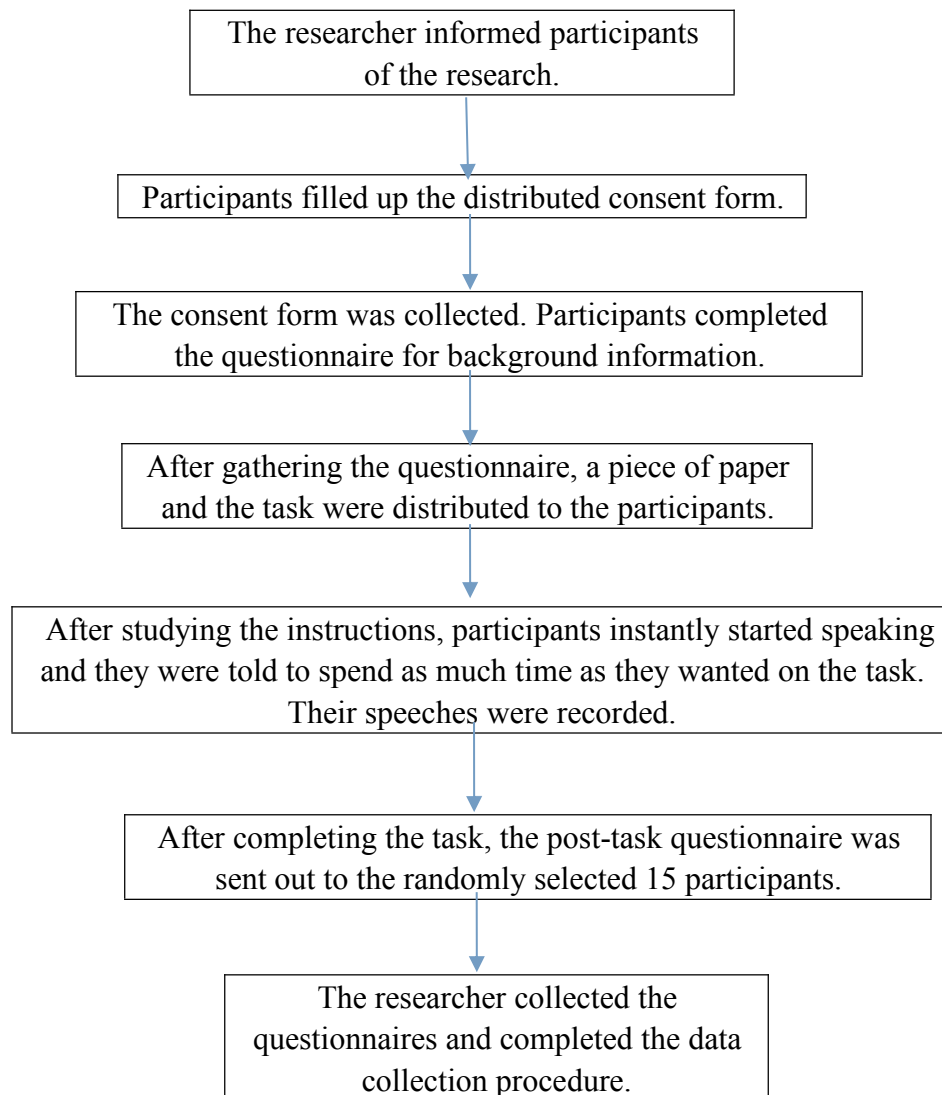 The researcher informed participants
of the research.
Participants filled up the distributed consent form.
The consent form was collected. Participants completed
the questionnaire for background information.
After gathering the questionnaire, a piece of paper
and the task were distributed to the participants.
After studying the instructions, participants instantly started speaking
and they were told to spend as much time as they wanted on the task.
Their speeches were recorded.
After completing the task, the post-task questionnaire was
sent out to the randomly selected 15 participants.
The researcher collected the
questionnaires and completed the data
collection procedure.